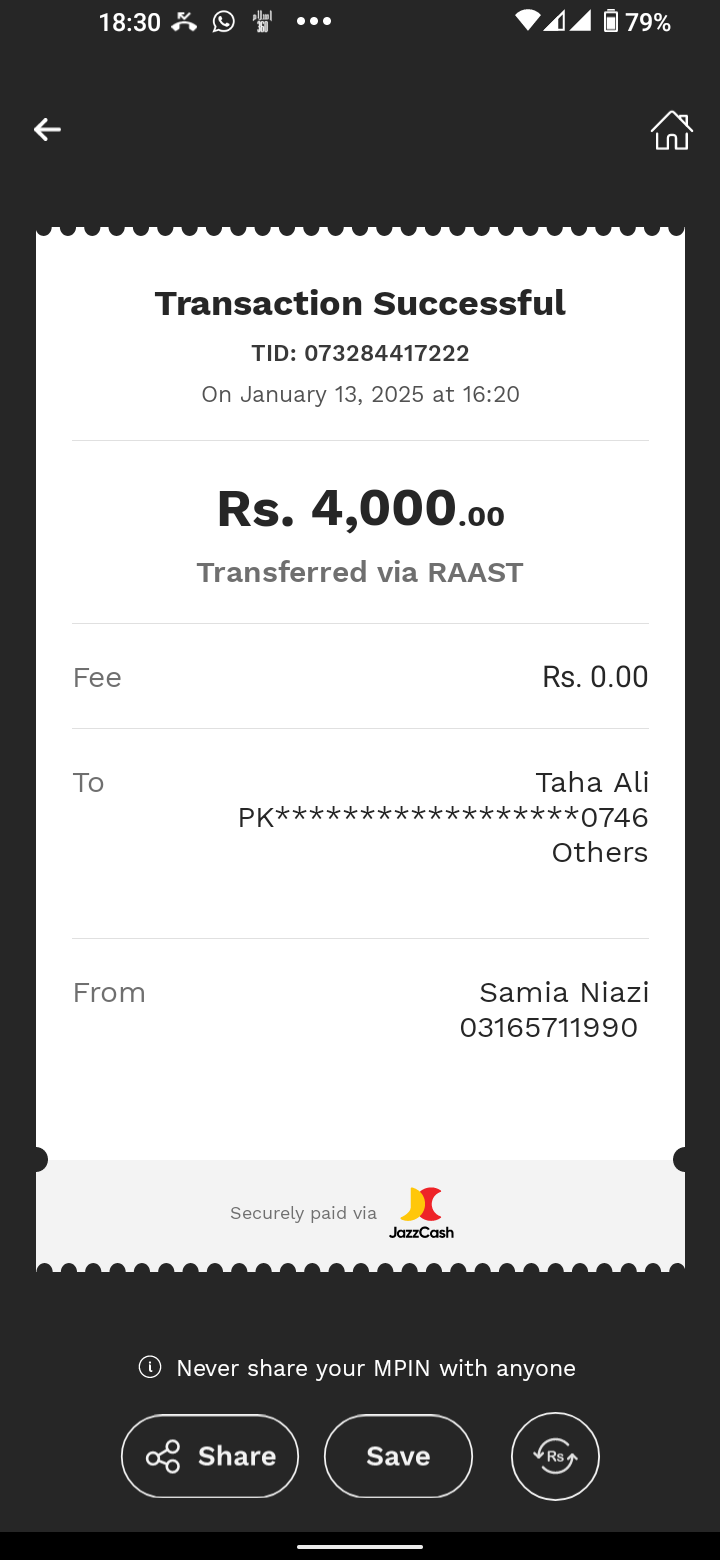 18:30 79%
Transaction Successful
TID: 073284417222
On January 13, 2025 at 16:20
Rs. 4,000.00
Transferred via RAAST
Fee Rs. 0.00
To Taha Ali
PK******************0746
Others
From Samia Niazi
03165711990
Securely paid via JazzCash
Never share your MPIN with anyone
Share Save Rs